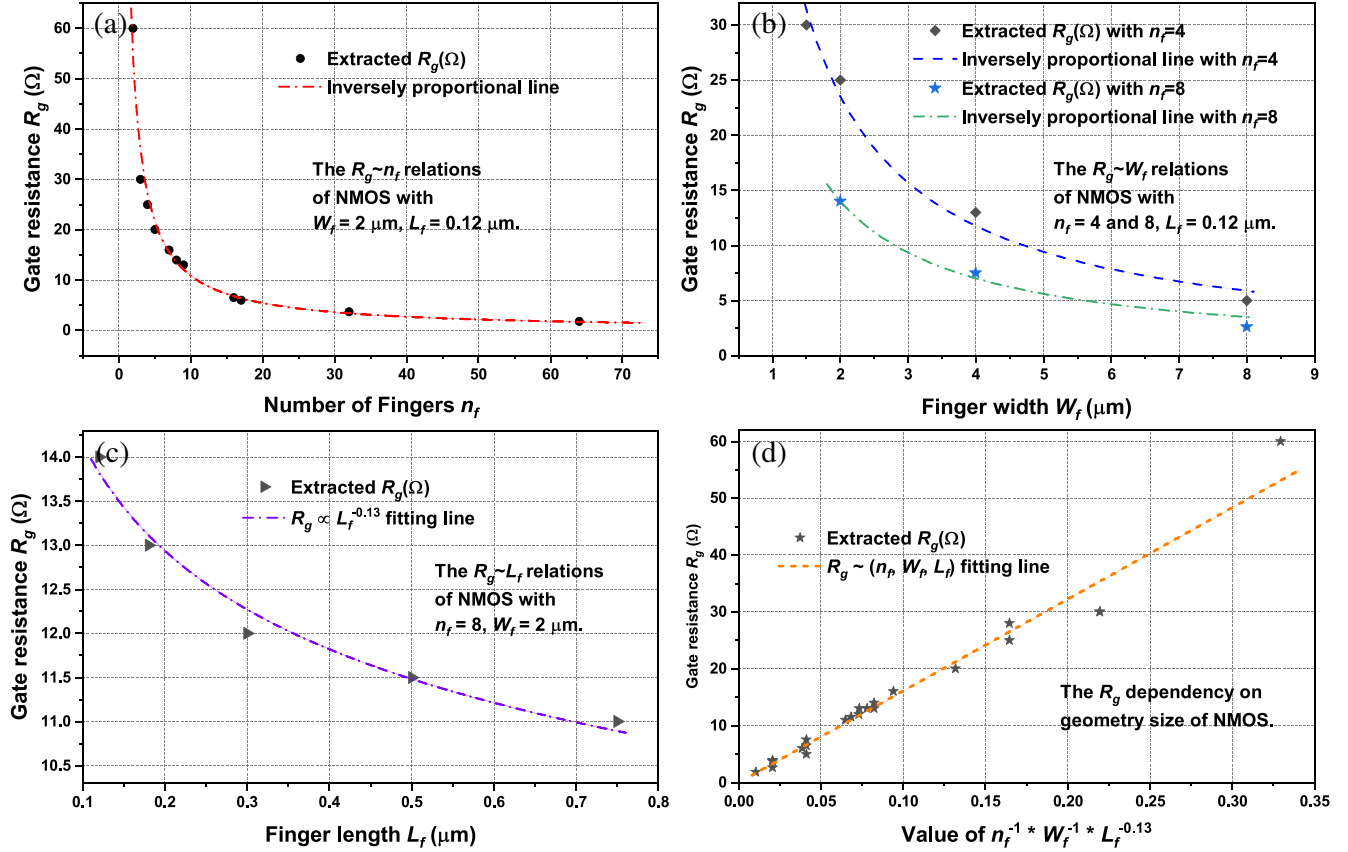 (a)
Extracted R_g(Ω)
Inversely proportional line
The R_g~n_f relations
of NMOS with
W_f = 2 μm, L_f = 0.12 μm.
Gate resistance R_g (Ω)
60
50
40
30
20
10
0
0 10 20 30 40 50 60 70
Number of Fingers n_f
(b)
Extracted R_g(Ω) with n_f=4
Inversely proportional line with n_f=4
Extracted R_g(Ω) with n_f=8
Inversely proportional line with n_f=8
The R_g~W_f relations
of NMOS with
n_f = 4 and 8, L_f = 0.12 μm.
Gate resistance R_g (Ω)
30
25
20
15
10
5
0
1 2 3 4 5 6 7 8 9
Finger width W_f (μm)
(c)
Extracted R_g(Ω)
R_g ∝ L_f^-0.13 fitting line
The R_g~L_f relations
of NMOS with
n_f = 8, W_f = 2 μm.
Gate resistance R_g (Ω)
14.0
13.5
13.0
12.5
12.0
11.5
11.0
10.5
0.1 0.2 0.3 0.4 0.5 0.6 0.7 0.8
Finger length L_f (μm)
(d)
Extracted R_g(Ω)
R_g ~ (n_f, W_f, L_f) fitting line
The R_g dependency on
geometry size of NMOS.
Gate resistance R_g (Ω)
60
50
40
30
20
10
0
0.00 0.05 0.10 0.15 0.20 0.25 0.30 0.35
Value of n_f^-1 * W_f^-1 * L_f^-0.13